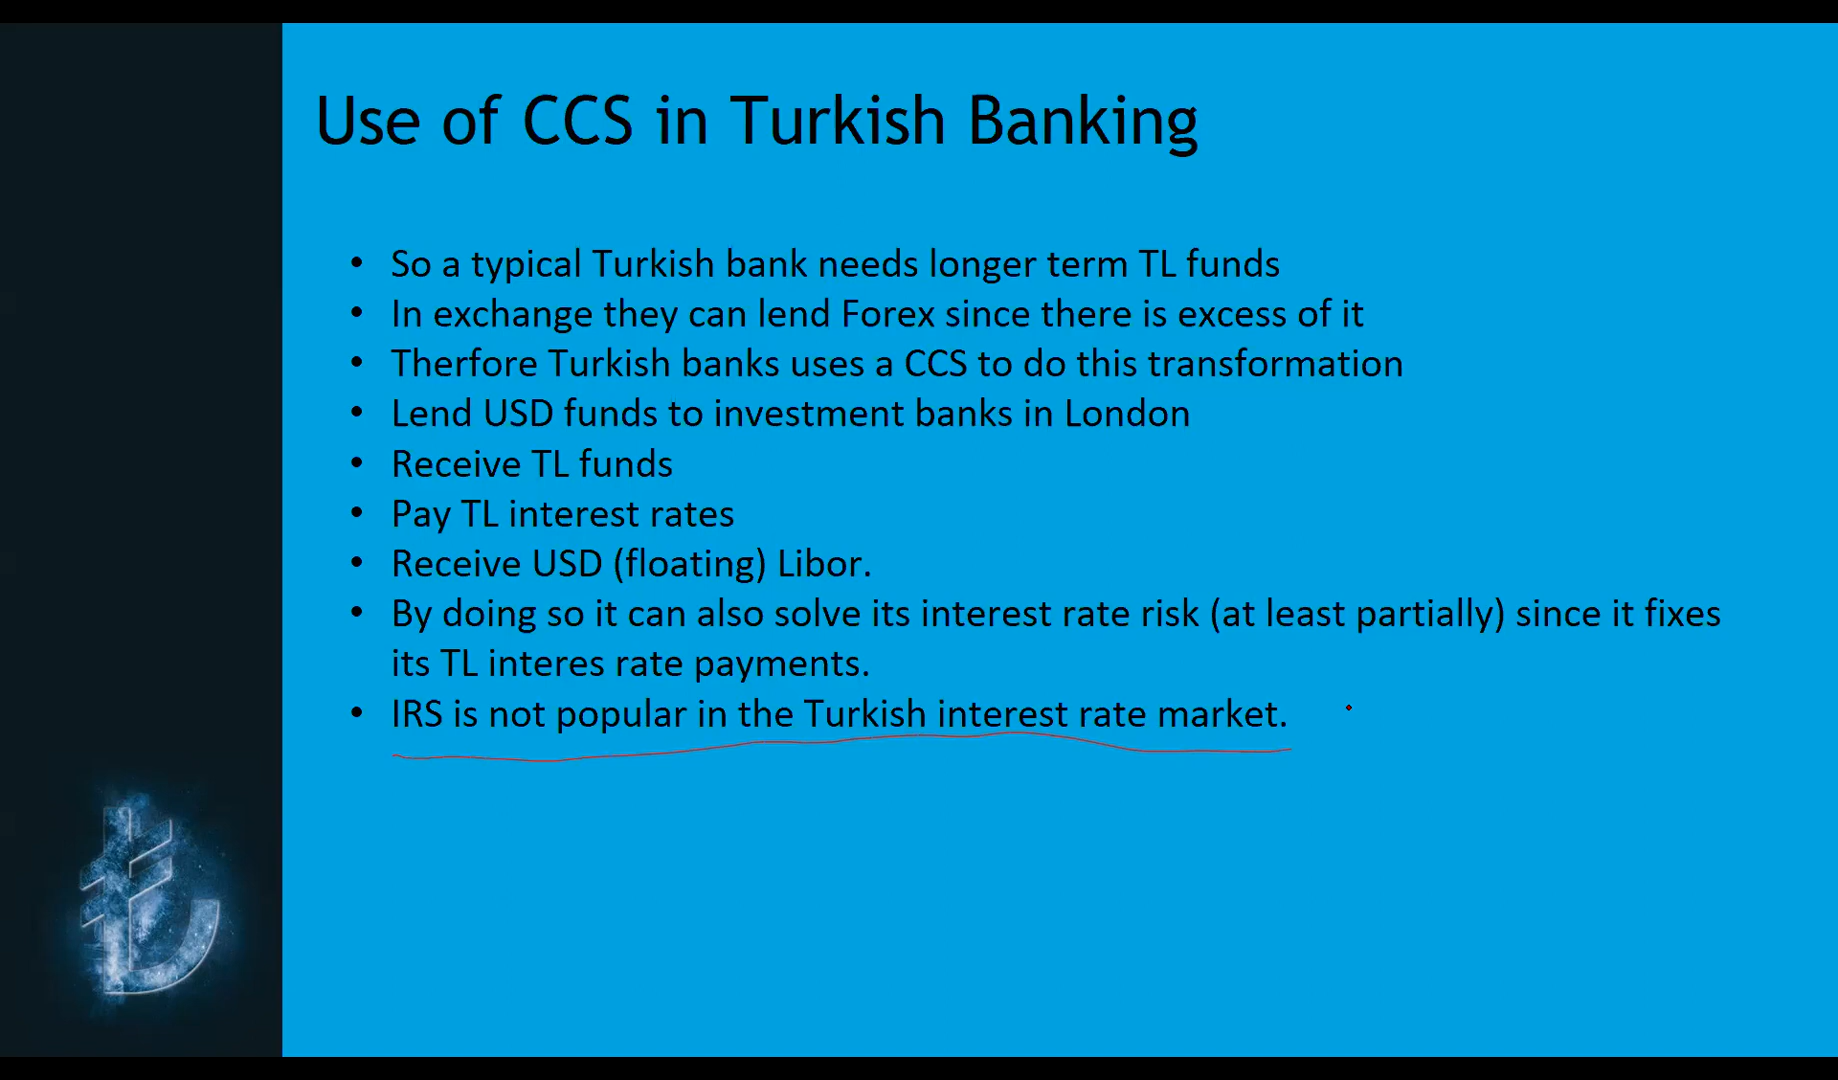 Use of CCS in Turkish Banking
• So a typical Turkish bank needs longer term TL funds
• In exchange they can lend Forex since there is excess of it
• Therfore Turkish banks uses a CCS to do this transformation
• Lend USD funds to investment banks in London
• Receive TL funds
• Pay TL interest rates
• Receive USD (floating) Libor.
• By doing so it can also solve its interest rate risk (at least partially) since it fixes
its TL interes rate payments.
• IRS is not popular in the Turkish interest rate market.